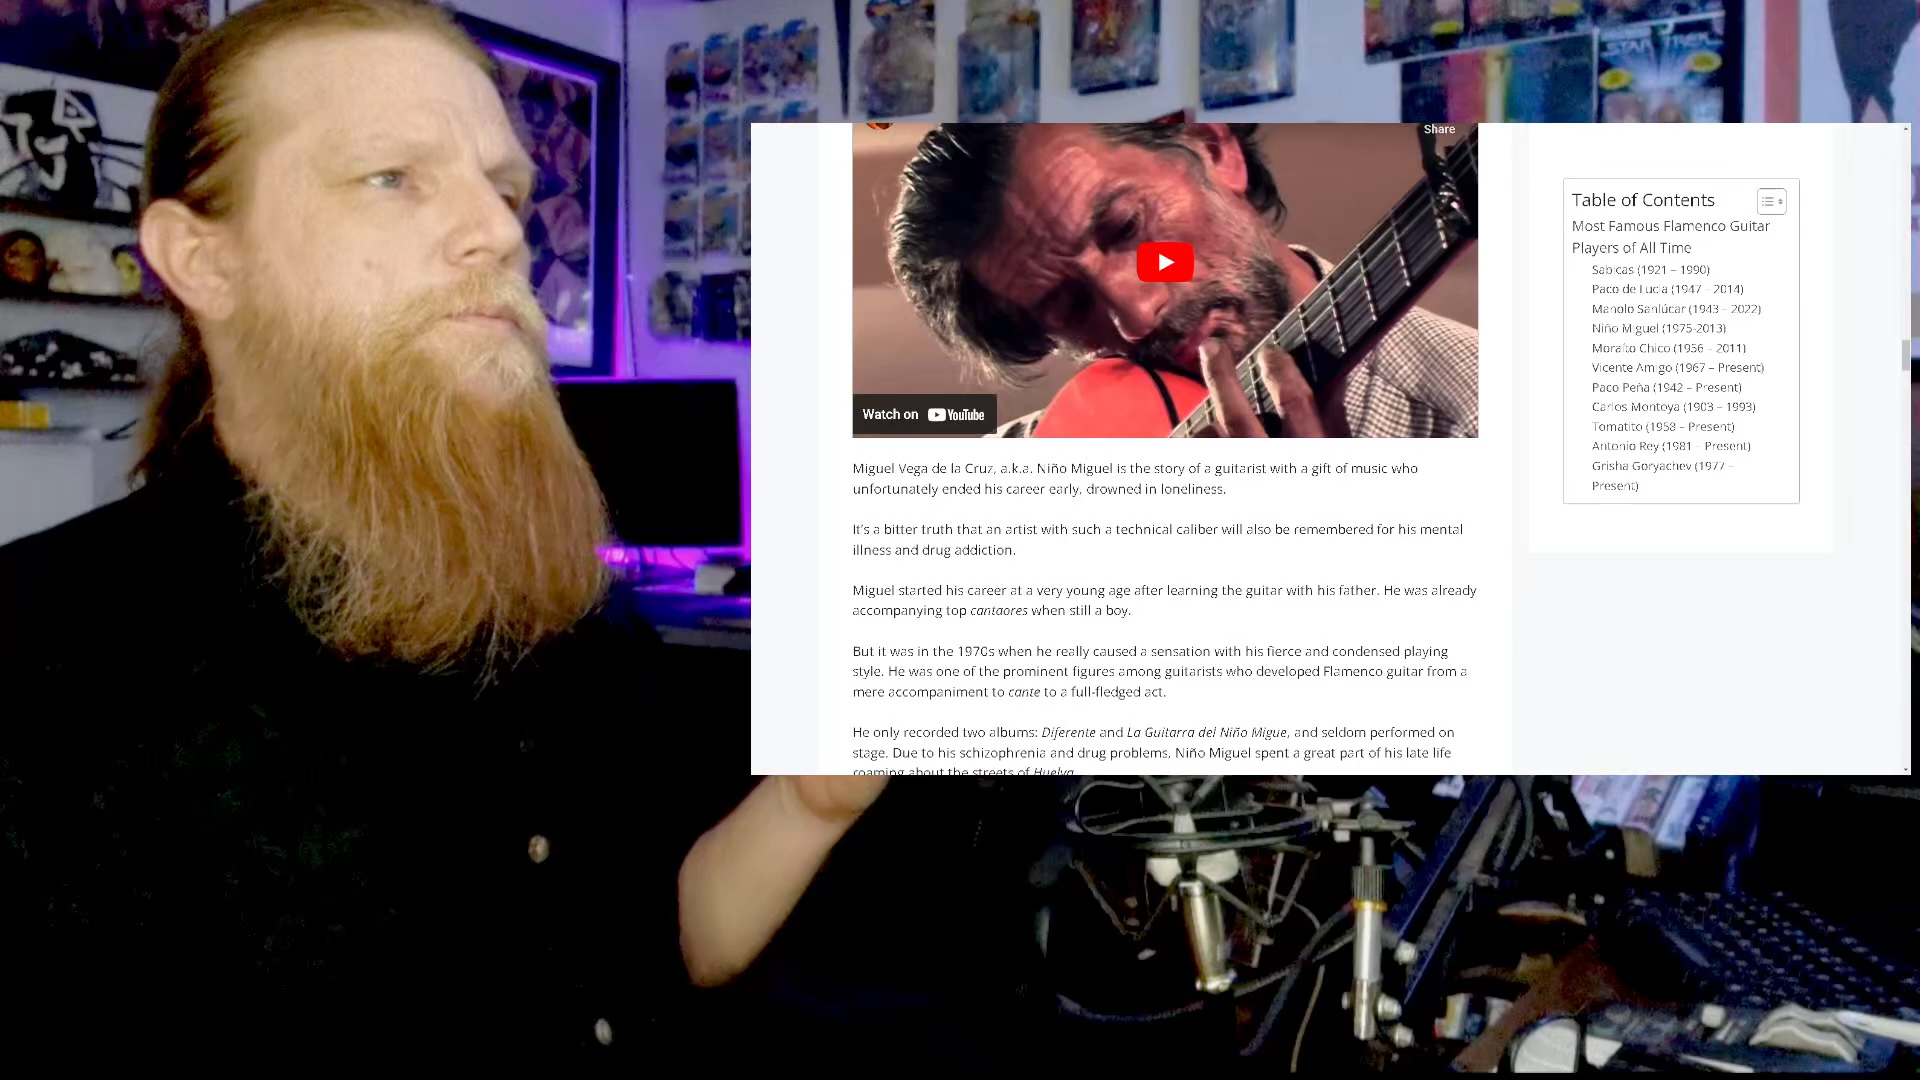 STAR TREK
Share
Watch on YouTube
Miguel Vega de la Cruz, a.k.a. Niño Miguel is the story of a guitarist with a gift of music who
unfortunately ended his career early, drowned in loneliness.
It's a bitter truth that an artist with such a technical caliber will also be remembered for his mental
illness and drug addiction.
Miguel started his career at a very young age after learning the guitar with his father. He was already
accompanying top cantaores when still a boy.
But it was in the 1970s when he really caused a sensation with his fierce and condensed playing
style. He was one of the prominent figures among guitarists who developed Flamenco guitar from a
mere accompaniment to cante to a full-fledged act.
He only recorded two albums: Diferente and La Guitarra del Niño Migue, and seldom performed on
stage. Due to his schizophrenia and drug problems, Niño Miguel spent a great part of his late life
roaming about the streets of Huelva.
Table of Contents
Most Famous Flamenco Guitar
Players of All Time
Sabicas (1921 – 1990)
Paco de Lucia (1947 – 2014)
Manolo Sanlúcar (1943 – 2022)
Niño Miguel (1975-2013)
Moraíto Chico (1956 – 2011)
Vicente Amigo (1967 – Present)
Paco Peña (1942 – Present)
Carlos Montoya (1903 – 1993)
Tomatito (1958 – Present)
Antonio Rey (1981 – Present)
Grisha Goryachev (1977 –
Present)